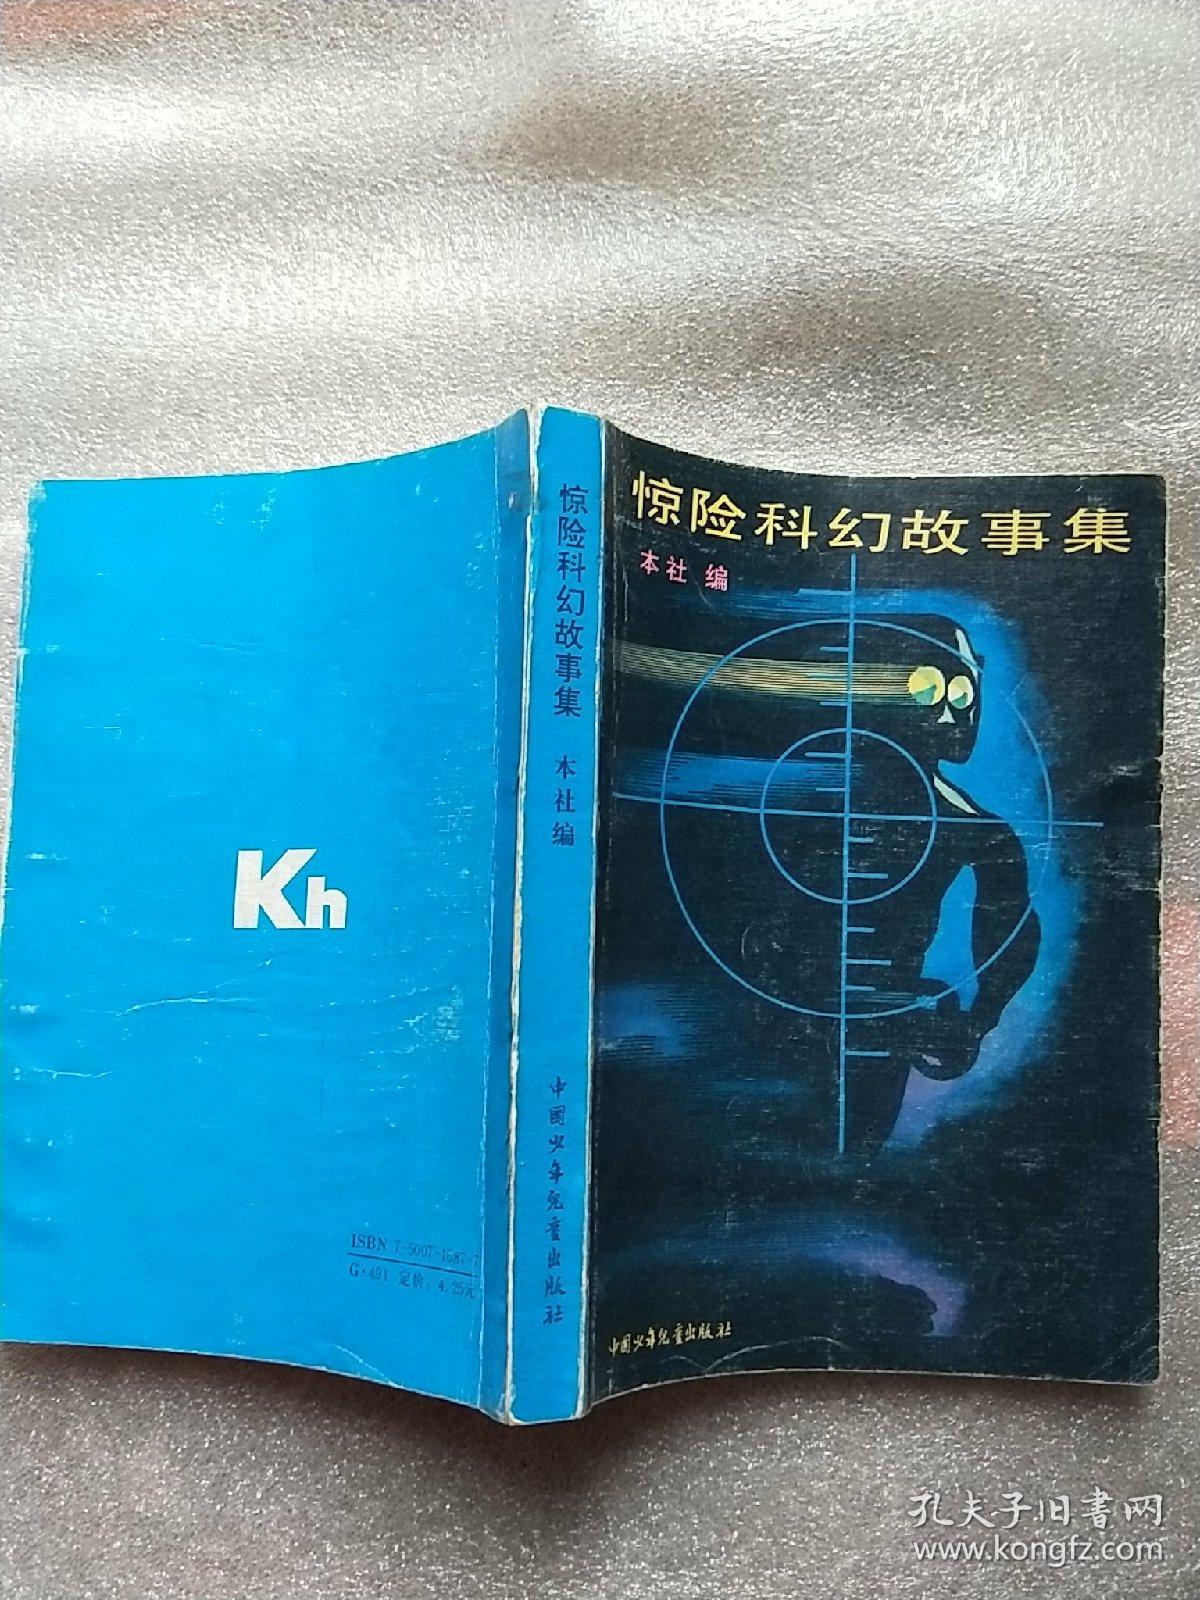 惊险科幻故事集
本社 编
中国少年儿童出版社
惊险科幻故事集 本社编 中国少年儿童出版社
Kh
ISBN 7-5007-1687-7
G·491 定价：4.25元
孔夫子旧书网
www.kongfz.com